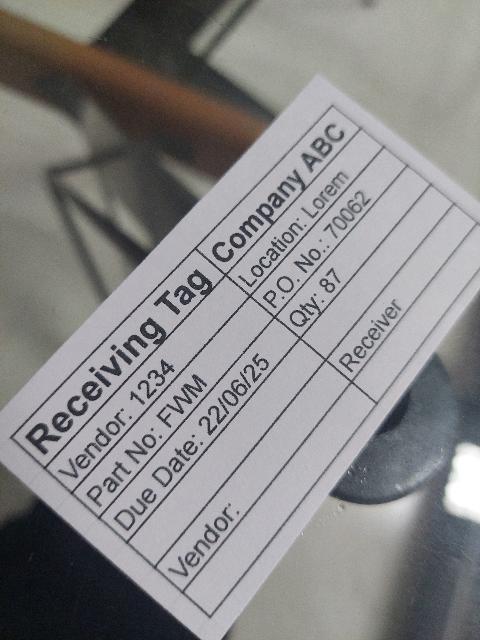 Receiving Tag Company ABC
Vendor: 1234 Location: Lorem
Part No: FWM P.O. No.: 70062
Due Date: 22/06/25 Qty: 87
Vendor: Receiver